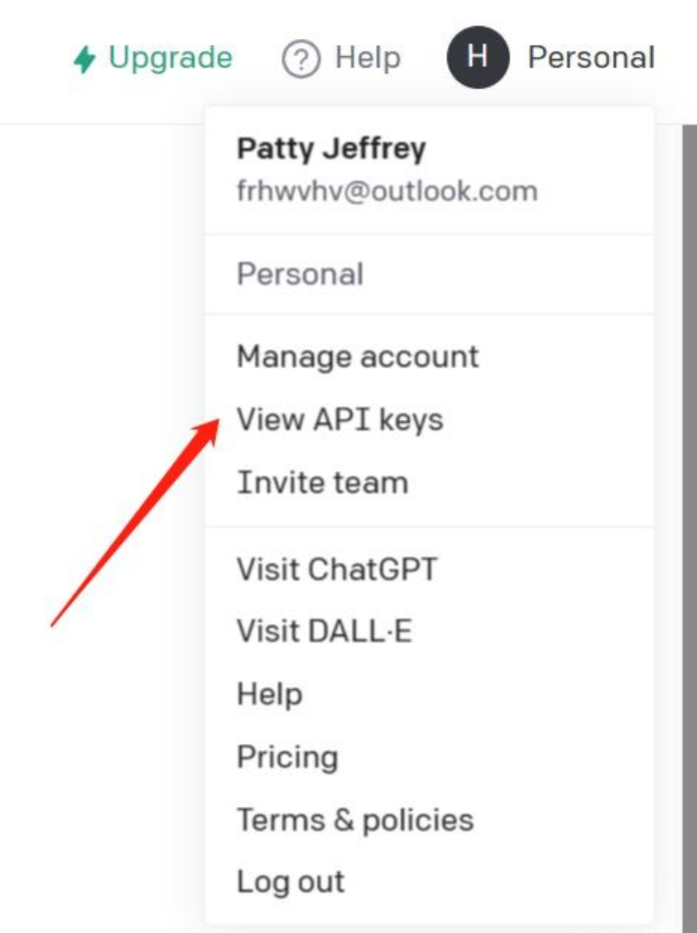 Upgrade ? Help H Personal
Patty Jeffrey
frhwvhv@outlook.com
Personal
Manage account
View API keys
Invite team
Visit ChatGPT
Visit DALL·E
Help
Pricing
Terms & policies
Log out